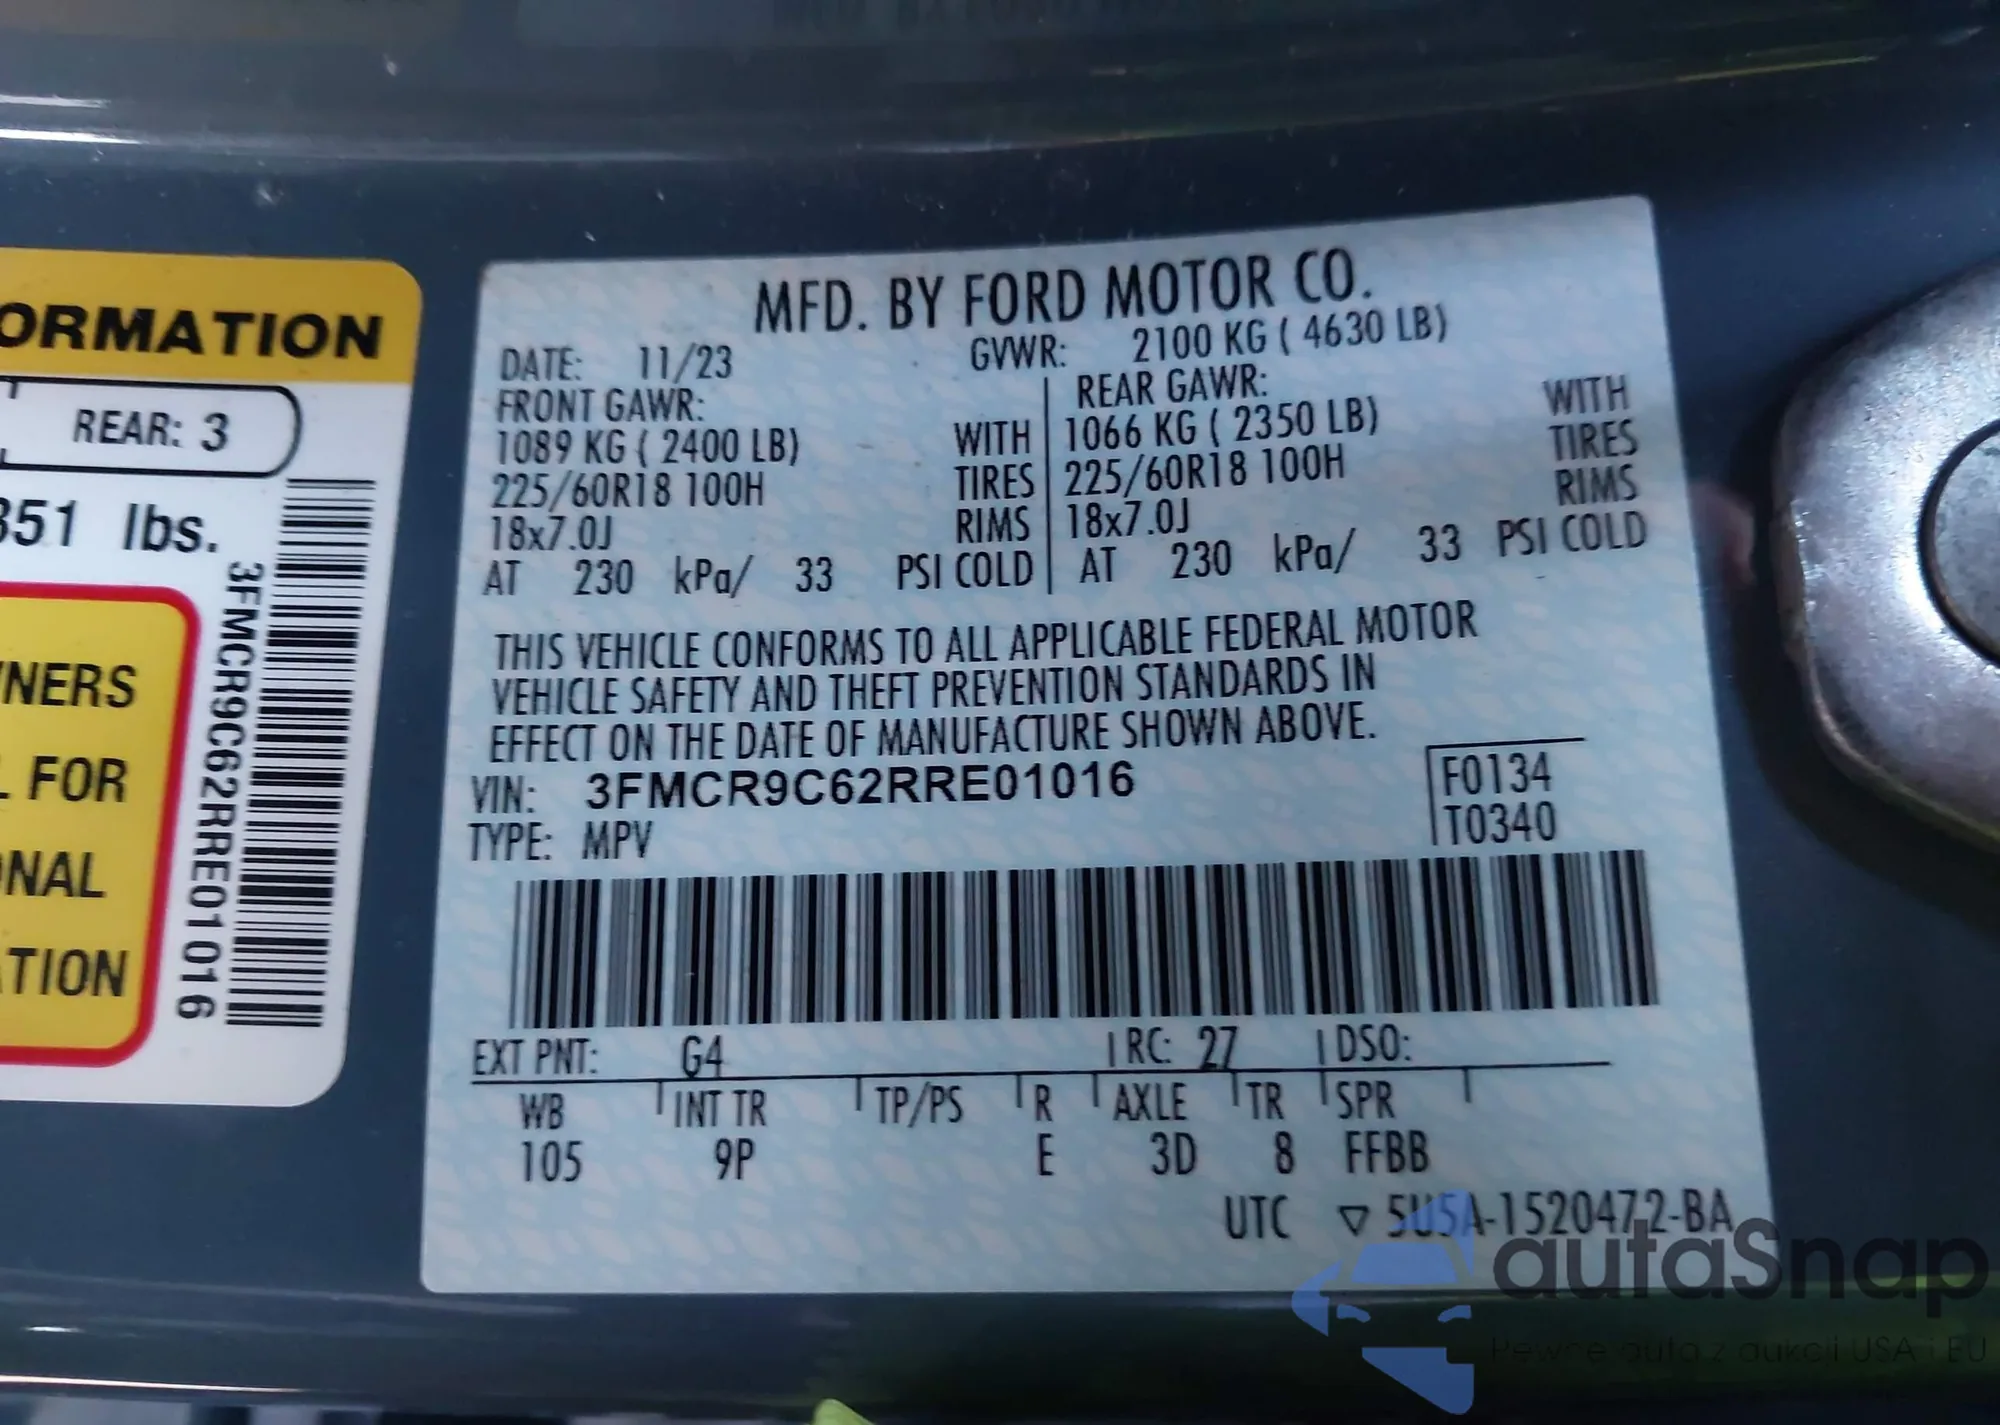 ORMATION
REAR: 3
351 lbs.
NERS
L FOR
ONAL
ATION
3FMCR9C62RRE01016
MFD. BY FORD MOTOR CO.
DATE: 11/23 GVWR: 2100 KG ( 4630 LB)
FRONT GAWR: REAR GAWR:
1089 KG ( 2400 LB) WITH 1066 KG ( 2350 LB) WITH
225/60R18 100H TIRES 225/60R18 100H TIRES
18x7.0J RIMS 18x7.0J RIMS
AT 230 kPa/ 33 PSI COLD AT 230 kPa/ 33 PSI COLD
THIS VEHICLE CONFORMS TO ALL APPLICABLE FEDERAL MOTOR
VEHICLE SAFETY AND THEFT PREVENTION STANDARDS IN
EFFECT ON THE DATE OF MANUFACTURE SHOWN ABOVE.
VIN: 3FMCR9C62RRE01016 F0134
TYPE: MPV T0340
EXT PNT: G4 RC: 27 DSO:
WB INT TR TP/PS R AXLE TR SPR
105 9P E 3D 8 FFBB
UTC ▽ 5U5A-1520472-BA
autaSnap
Pewne auta z aukcji USA i EU